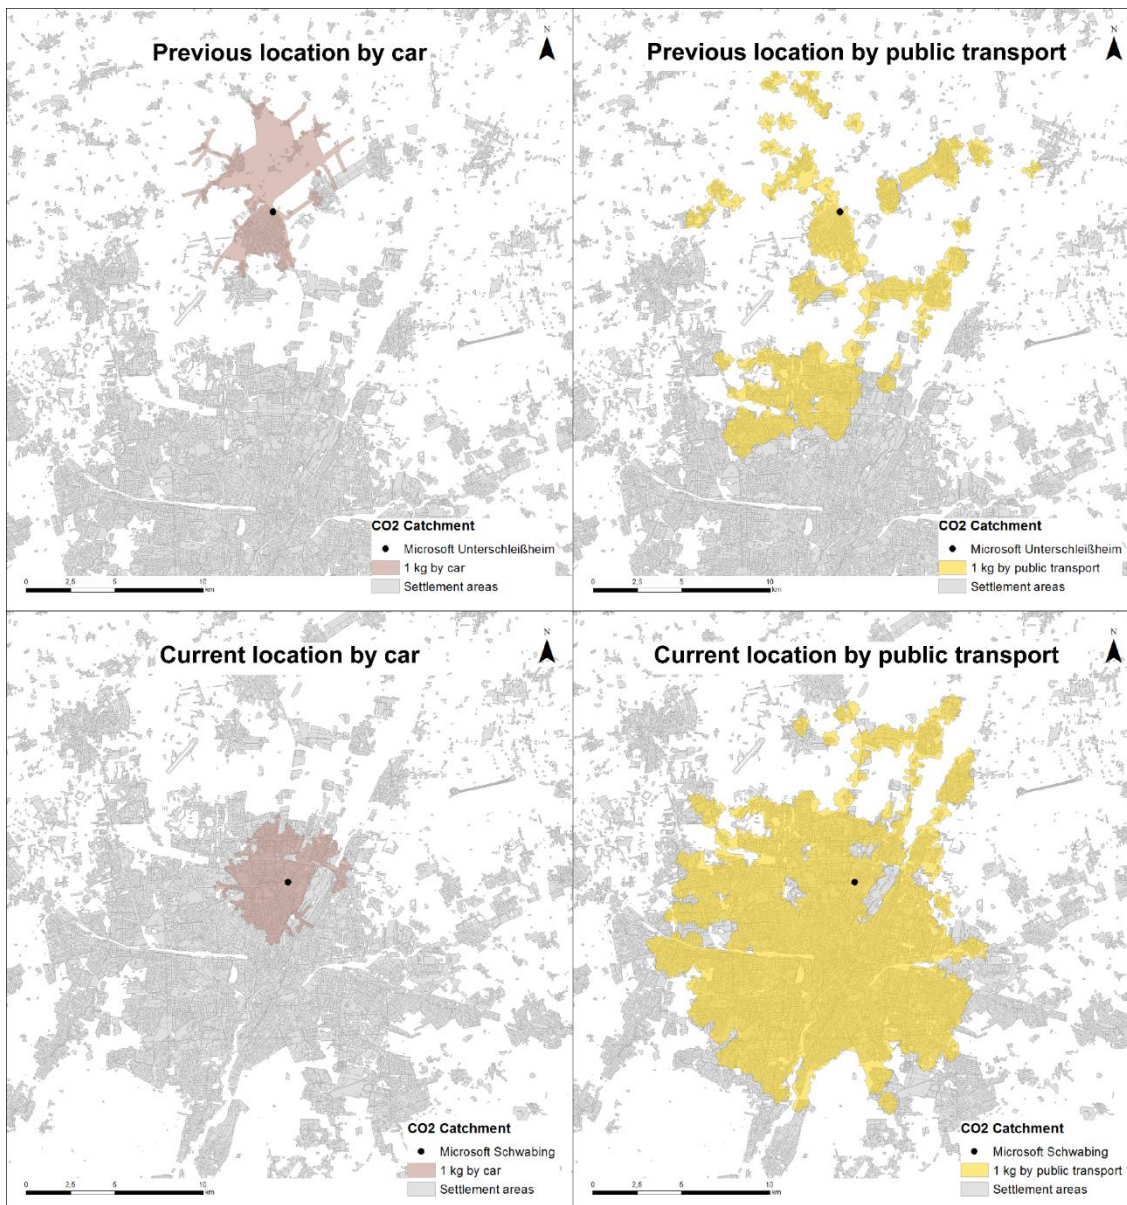 Previous location by car
N
CO2 Catchment
Microsoft Unterschleißheim
1 kg by car
Settlement areas
0 2,5 5 10
km
Previous location by public transport
N
CO2 Catchment
Microsoft Unterschleißheim
1 kg by public transport
Settlement areas
0 2,5 5 10
km
Current location by car
N
CO2 Catchment
Microsoft Schwabing
1 kg by car
Settlement areas
0 2,5 5 10
km
Current location by public transport
N
CO2 Catchment
Microsoft Schwabing
1 kg by public transport
Settlement areas
0 2,5 5 10
km